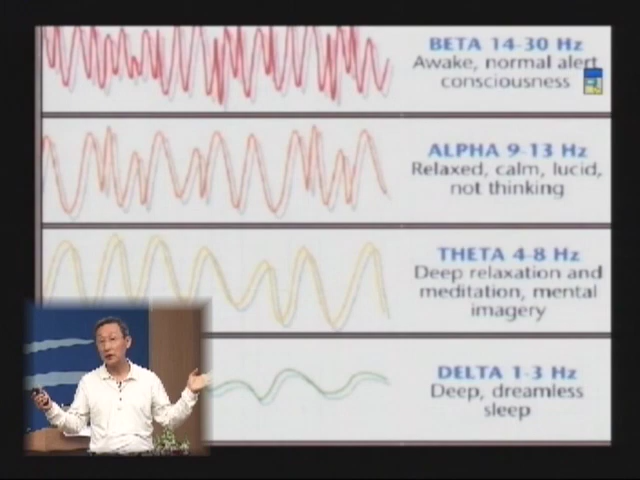 BETA 14-30 Hz
Awake, normal alert
consciousness
ALPHA 9-13 Hz
Relaxed, calm, lucid,
not thinking
THETA 4-8 Hz
Deep relaxation and
meditation, mental
imagery
DELTA 1-3 Hz
Deep, dreamless
sleep